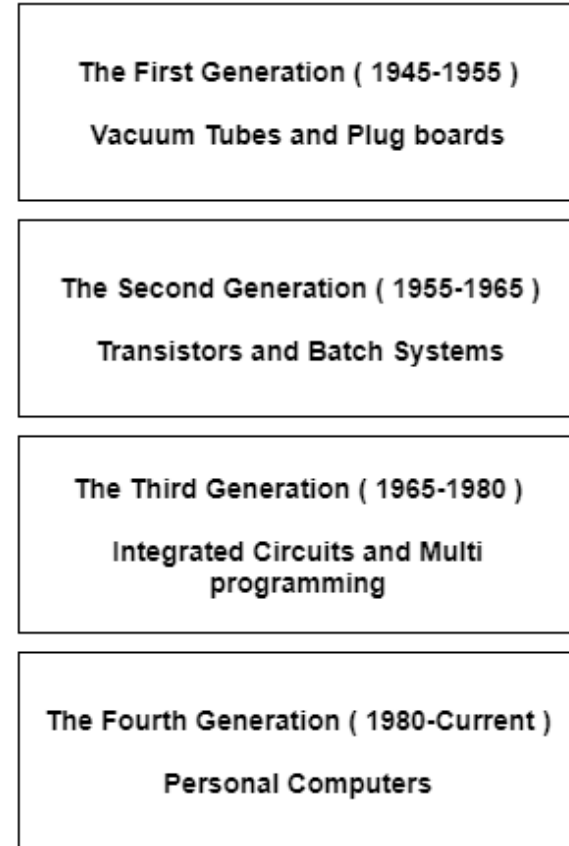 The First Generation ( 1945-1955 )
Vacuum Tubes and Plug boards
The Second Generation ( 1955-1965 )
Transistors and Batch Systems
The Third Generation ( 1965-1980 )
Integrated Circuits and Multi
programming
The Fourth Generation ( 1980-Current )
Personal Computers